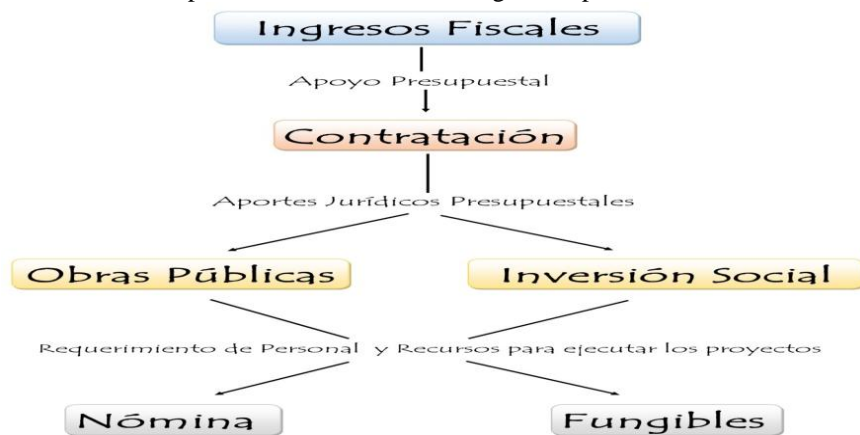 Ingresos Fiscales
Apoyo Presupuestal
Contratación
Aportes Jurídicos Presupuestales
Obras Públicas
Inversión Social
Requerimiento de Personal y Recursos para ejecutar los proyectos
Nómina
Fungibles